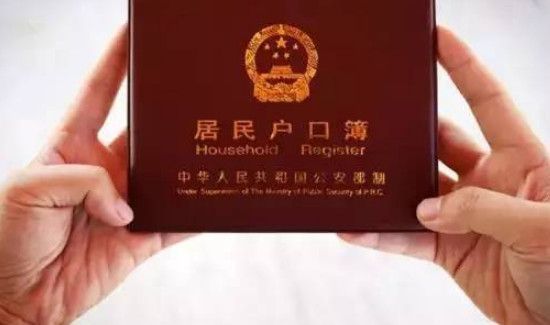 居民户口簿
Household Register
中华人民共和国公安部制
Under Supervision of The Ministry of Public Security of P.R.C.